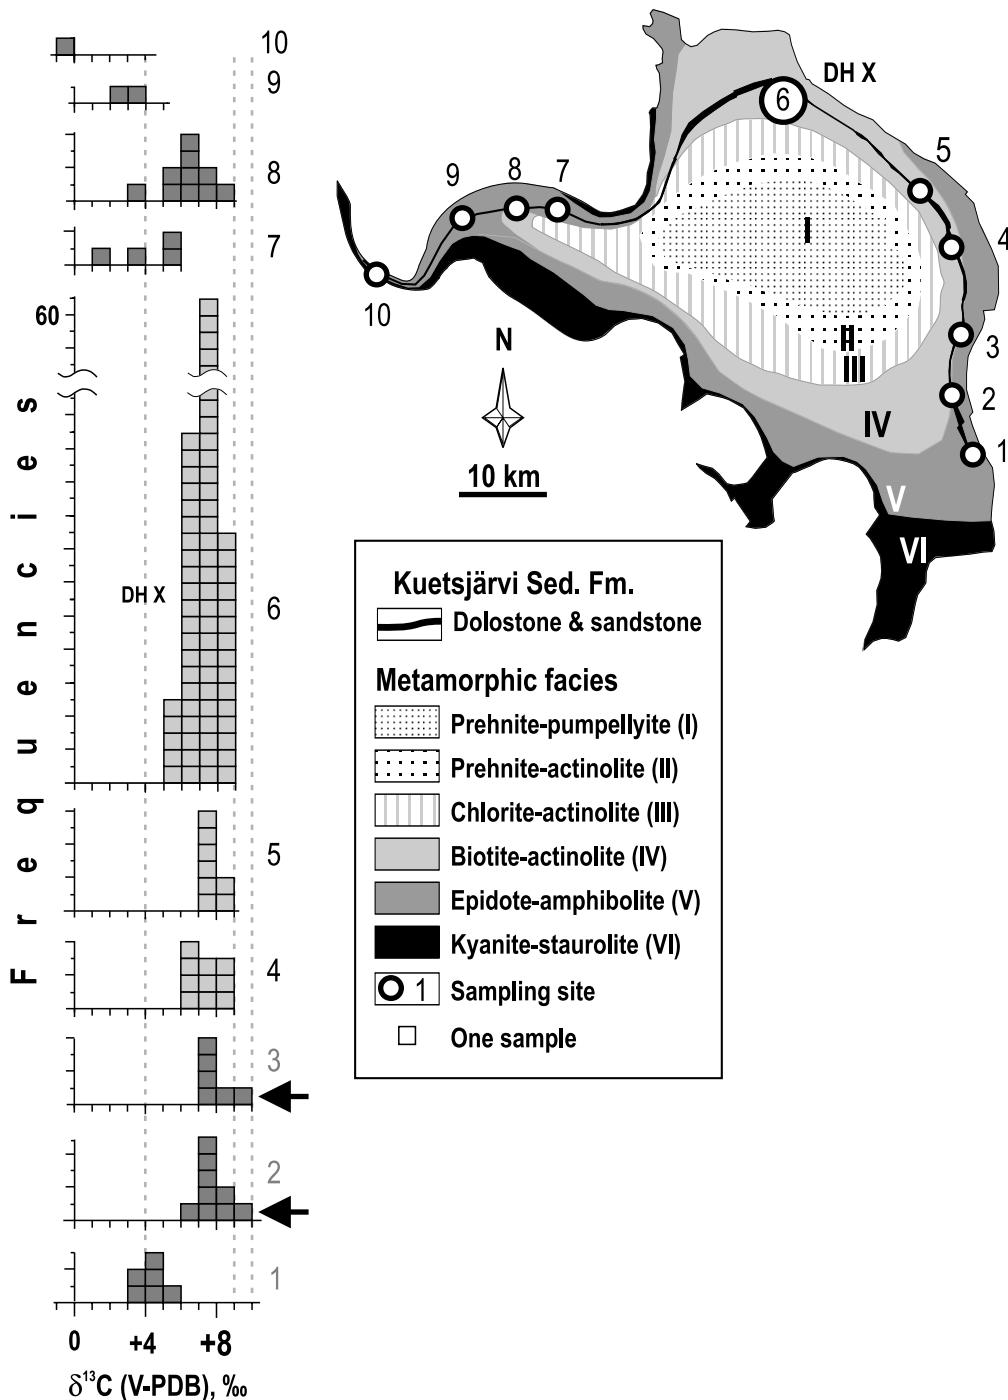 10
9
8
7
60
DH X
6
5
4
3
2
1
Frequencies
0 +4 +8
δ13C (V-PDB), ‰
DH X
6
5
4
3
2
1
7
8
9
10
I
II
III
IV
V
VI
N
10 km
Kuetsjärvi Sed. Fm.
Dolostone & sandstone
Metamorphic facies
Prehnite-pumpellyite (I)
Prehnite-actinolite (II)
Chlorite-actinolite (III)
Biotite-actinolite (IV)
Epidote-amphibolite (V)
Kyanite-staurolite (VI)
1 Sampling site
One sample